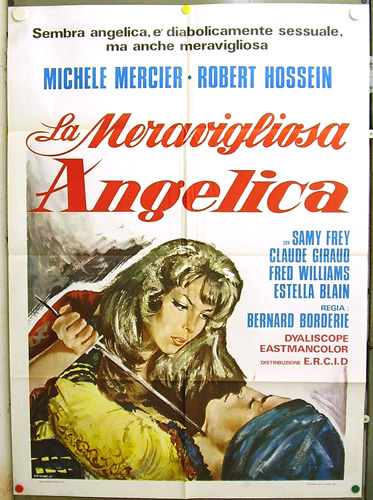 Sembra angelica, e' diabolicamente sessuale,
ma anche meravigliosa
MICHELE MERCIER · ROBERT HOSSEIN
La Meravigliosa
Angelica
con SAMY FREY
CLAUDE GIRAUD
FRED WILLIAMS
ESTELLA BLAIN
REGIA:
BERNARD BORDERIE
DYALISCOPE
EASTMANCOLOR
DISTRIBUZIONE E.R.C.I.D